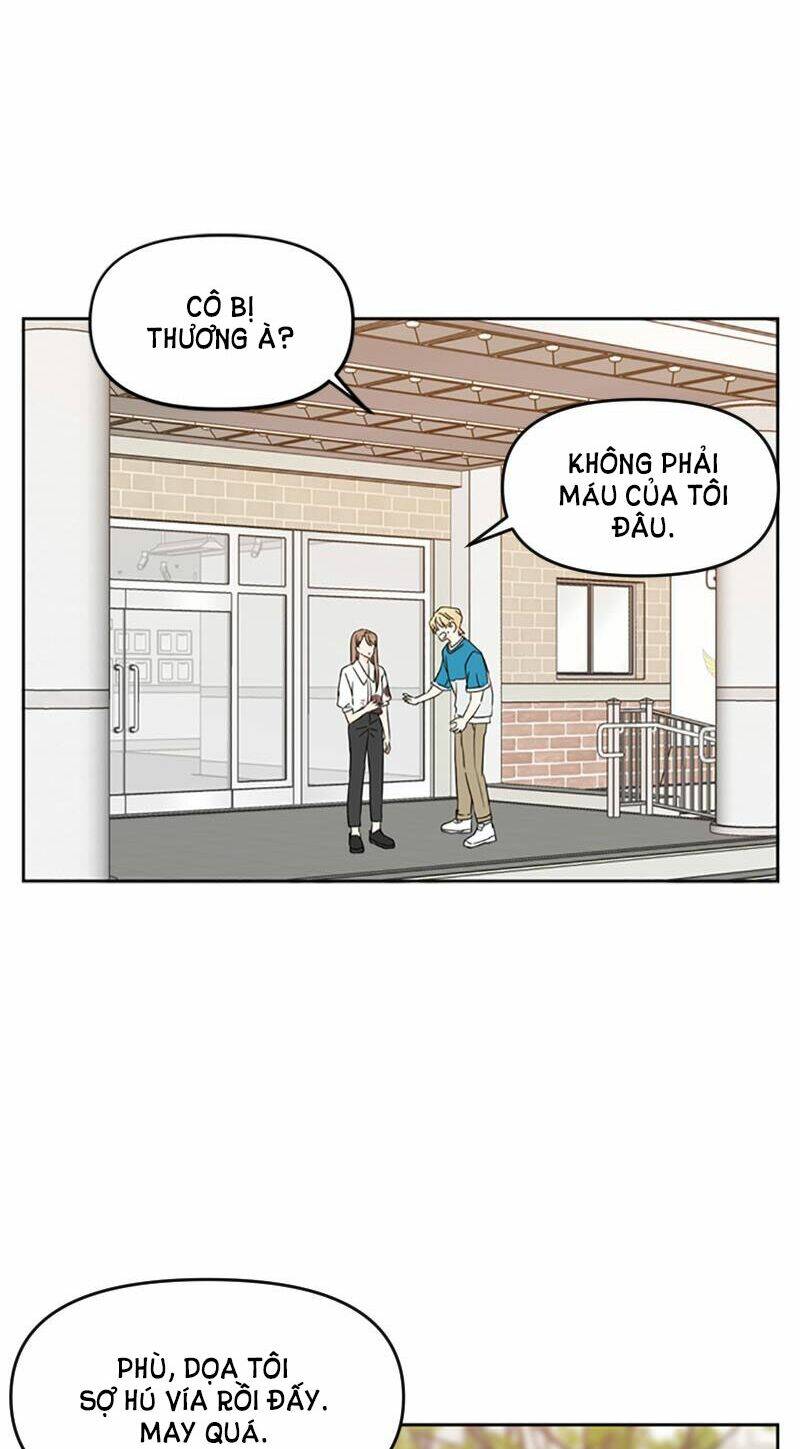 CÔ BỊ
THƯƠNG À?
KHÔNG PHẢI
MÁU CỦA TÔI
ĐÂU.
PHÙ, DỌA TÔI
SỢ HÚ VÍA RỒI ĐẤY.
MAY QUÁ.